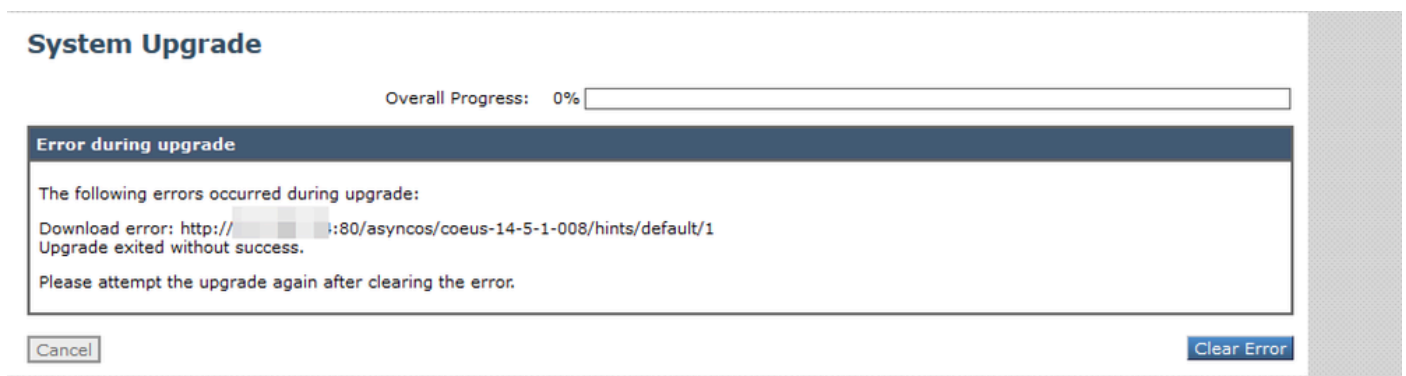 System Upgrade
Overall Progress: 0%
Error during upgrade
The following errors occurred during upgrade:
Download error: http:// :80/asyncos/coeus-14-5-1-008/hints/default/1
Upgrade exited without success.
Please attempt the upgrade again after clearing the error.
Cancel Clear Error